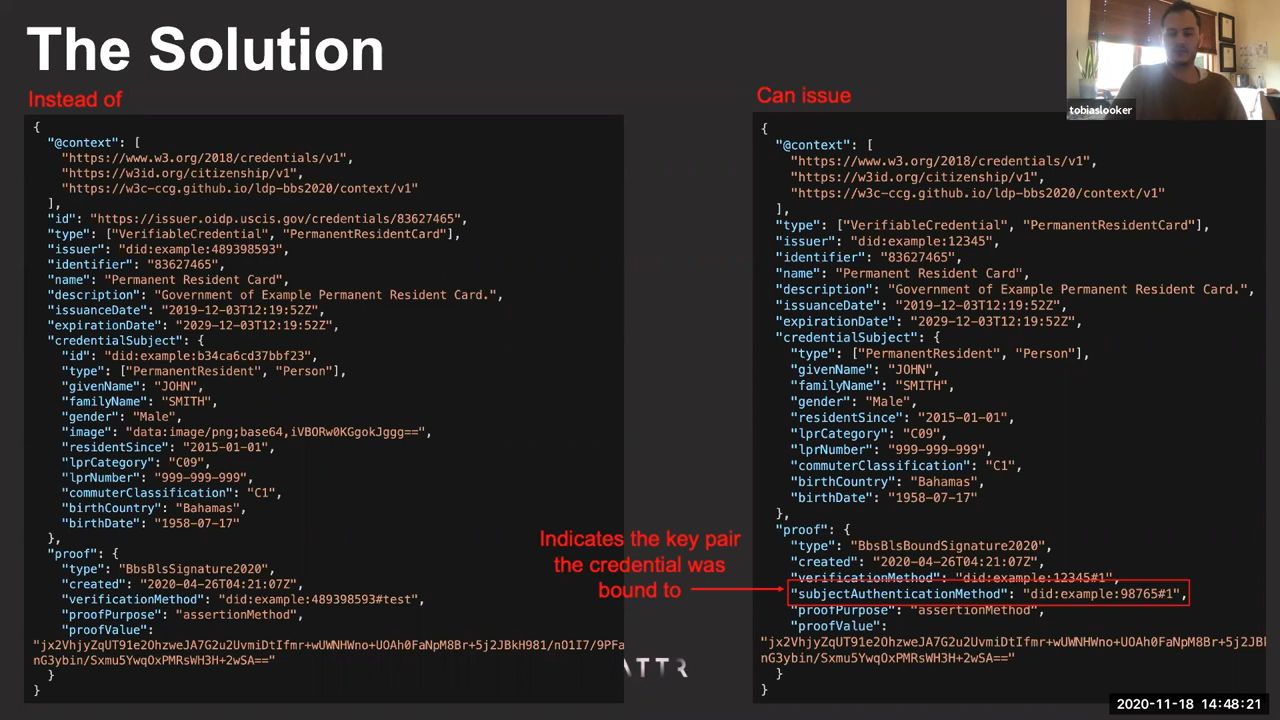 The Solution
tobiaslooker
Instead of
{
"@context": [
"https://www.w3.org/2018/credentials/v1",
"https://w3id.org/citizenship/v1",
"https://w3c-ccg.github.io/ldp-bbs2020/context/v1"
],
"id": "https://issuer.oidp.uscis.gov/credentials/83627465",
"type": ["VerifiableCredential", "PermanentResidentCard"],
"issuer": "did:example:489398593",
"identifier": "83627465",
"name": "Permanent Resident Card",
"description": "Government of Example Permanent Resident Card.",
"issuanceDate": "2019-12-03T12:19:52Z",
"expirationDate": "2029-12-03T12:19:52Z",
"credentialSubject": {
"id": "did:example:b34ca6cd37bbf23",
"type": ["PermanentResident", "Person"],
"givenName": "JOHN",
"familyName": "SMITH",
"gender": "Male",
"image": "data:image/png;base64,iVBORw0KGgokJggg==",
"residentSince": "2015-01-01",
"lprCategory": "C09",
"lprNumber": "999-999-999",
"commuterClassification": "C1",
"birthCountry": "Bahamas",
"birthDate": "1958-07-17"
},
"proof": {
"type": "BbsBlsSignature2020",
"created": "2020-04-26T04:21:07Z",
"verificationMethod": "did:example:489398593#test",
"proofPurpose": "assertionMethod",
"proofValue":
"jx2VhjyZqUT91e2OhzweJA7G2u2UvmiDtIfmr+wUWNHWno+UOAh0FaNpM8Br+5j2JBkH981/nO1I7/9PFa
nG3ybin/Sxmu5YwqOxPMRsWH3H+2wSA=="
}
}
Can issue
{
"@context": [
"https://www.w3.org/2018/credentials/v1",
"https://w3id.org/citizenship/v1",
"https://w3c-ccg.github.io/ldp-bbs2020/context/v1"
],
"type": ["VerifiableCredential", "PermanentResidentCard"],
"issuer": "did:example:12345",
"identifier": "83627465",
"name": "Permanent Resident Card",
"description": "Government of Example Permanent Resident Card.",
"issuanceDate": "2019-12-03T12:19:52Z",
"expirationDate": "2029-12-03T12:19:52Z",
"credentialSubject": {
"type": ["PermanentResident", "Person"],
"givenName": "JOHN",
"familyName": "SMITH",
"gender": "Male",
"residentSince": "2015-01-01",
"lprCategory": "C09",
"lprNumber": "999-999-999",
"commuterClassification": "C1",
"birthCountry": "Bahamas",
"birthDate": "1958-07-17"
},
"proof": {
"type": "BbsBlsBoundSignature2020",
"created": "2020-04-26T04:21:07Z",
"verificationMethod": "did:example:12345#1",
"subjectAuthenticationMethod": "did:example:98765#1",
"proofPurpose": "assertionMethod",
"proofValue":
"jx2VhjyZqUT91e2OhzweJA7G2u2UvmiDtIfmr+wUWNHWno+UOAh0FaNpM8Br+5j2JB
nG3ybin/Sxmu5YwqOxPMRsWH3H+2wSA=="
}
}
Indicates the key pair
the credential was
bound to
ATTR
2020-11-18 14:48:21